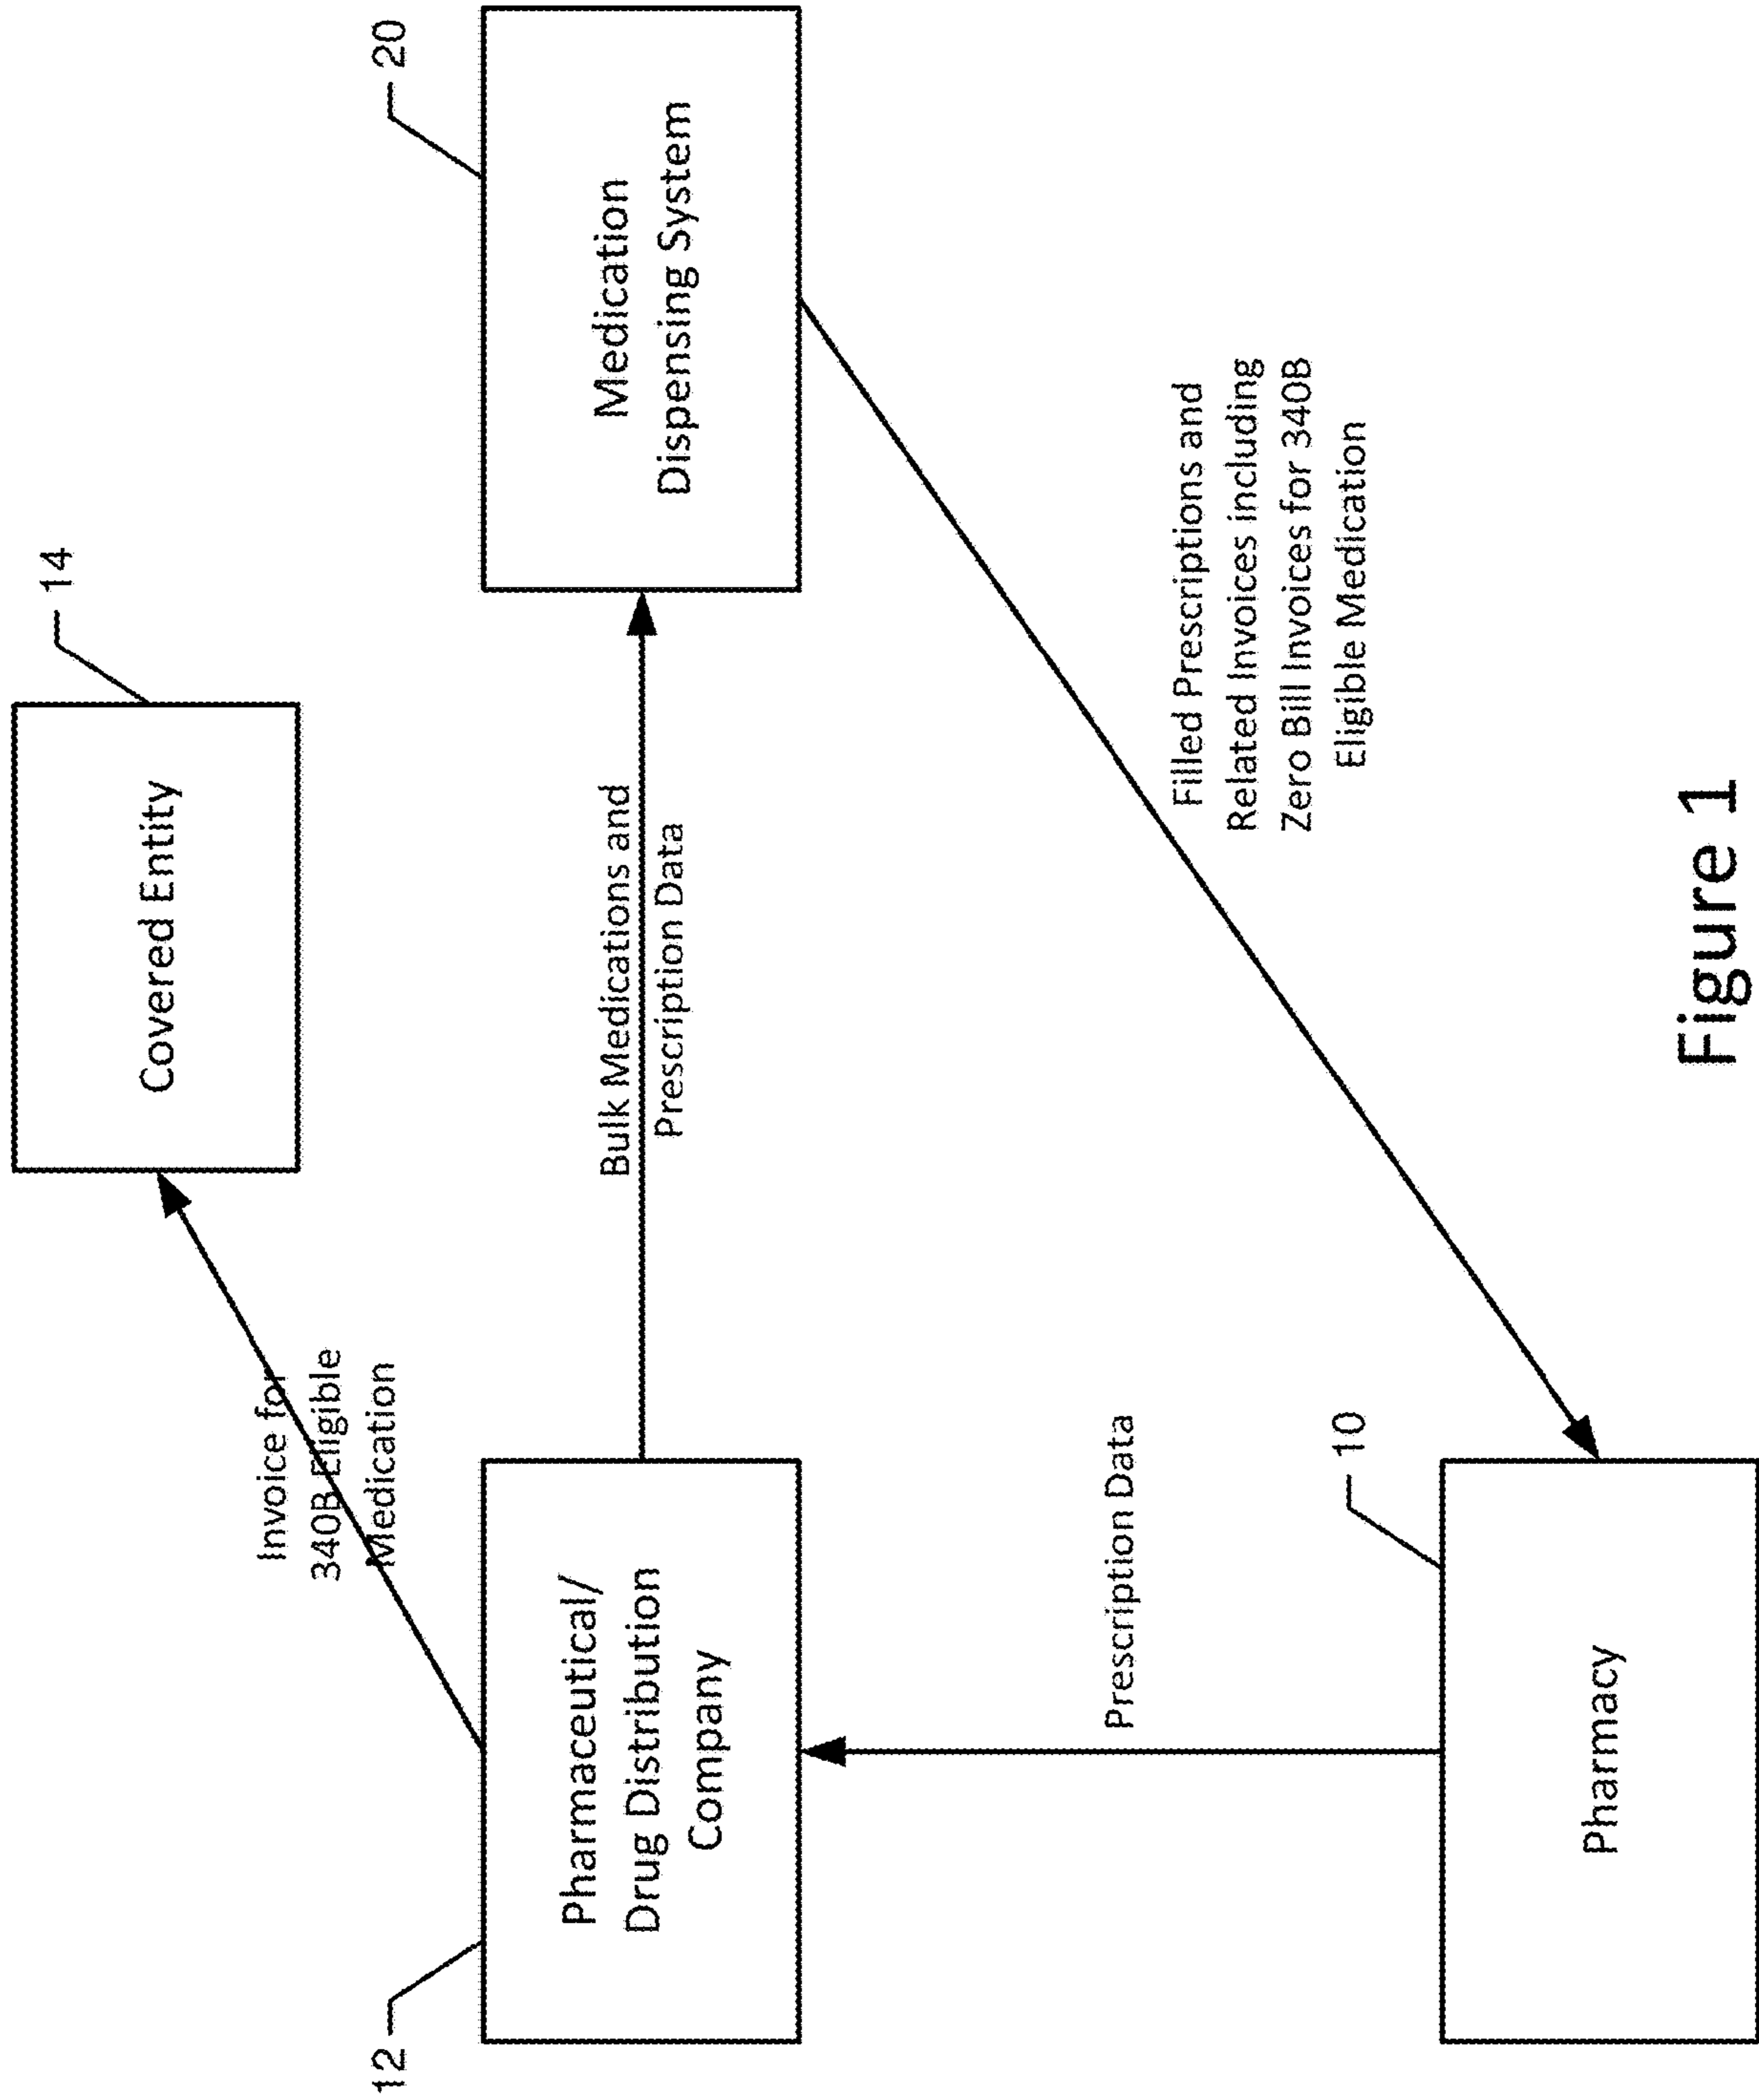 14
Covered Entity
20
Invoice for
340B Eligible
Medication
12
Pharmaceutical/
Drug Distribution
Company
Bulk Medications and
Prescription Data
Medication
Dispensing System
Prescription Data
Filled Prescriptions and
Related Invoices including
Zero Bill Invoices for 340B
Eligible Medication
10
Pharmacy
Figure 1